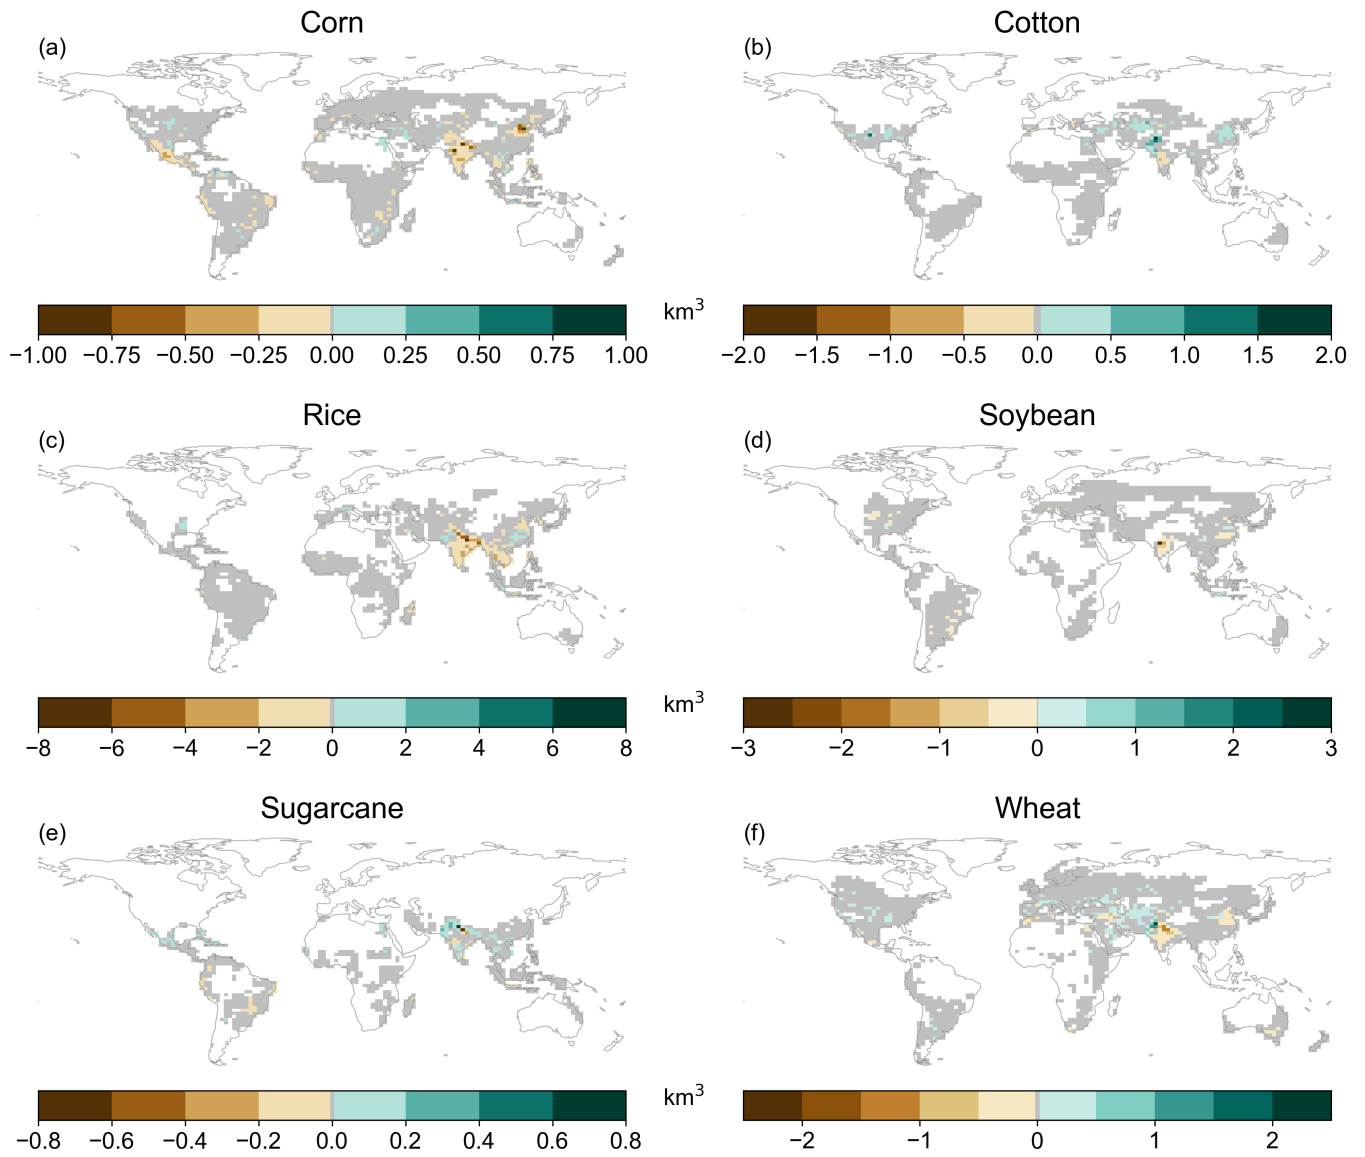 Corn
Cotton
(a)
(b)
−1.00 −0.75 −0.50 −0.25 0.00 0.25 0.50 0.75 1.00
km³
−2.0 −1.5 −1.0 −0.5 0.0 0.5 1.0 1.5 2.0
Rice
Soybean
(c)
(d)
−8 −6 −4 −2 0 2 4 6 8
km³
−3 −2 −1 0 1 2 3
Sugarcane
Wheat
(e)
(f)
−0.8 −0.6 −0.4 −0.2 0.0 0.2 0.4 0.6 0.8
km³
−2 −1 0 1 2